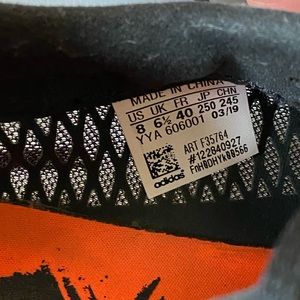 MADE IN CHINA
US UK FR JP CHN
8 6½ 40 250 245
YYA 606001 03/19
ART F35764
#122840927
adidas